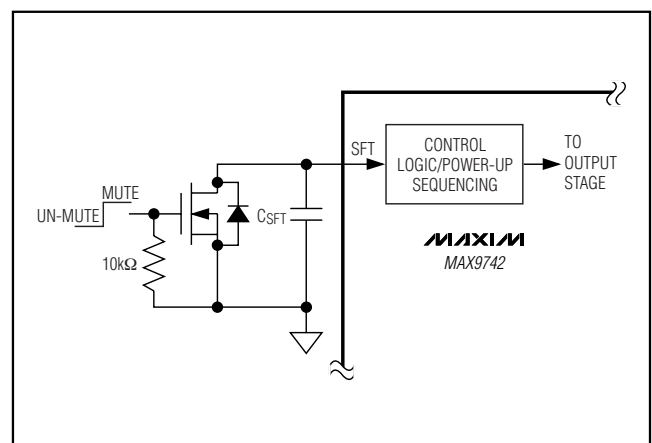 MUTE
UN-MUTE
10kΩ
CSFT
SFT
CONTROL
LOGIC/POWER-UP
SEQUENCING
TO
OUTPUT
STAGE
MAXIM
MAX9742